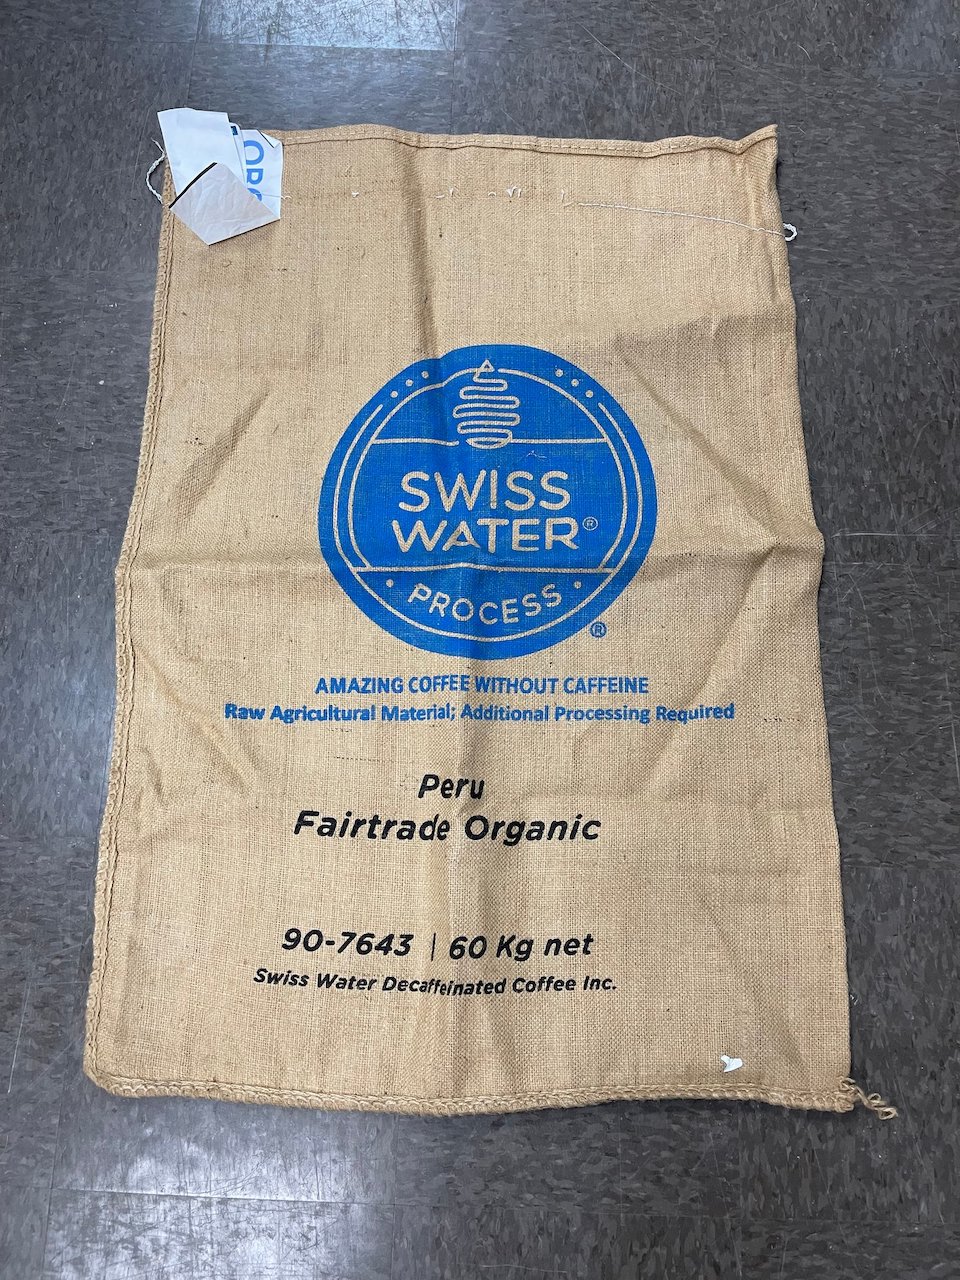 SWISS
WATER®
PROCESS
®
AMAZING COFFEE WITHOUT CAFFEINE
Raw Agricultural Material; Additional Processing Required
Peru
Fairtrade Organic
90-7643 | 60 Kg net
Swiss Water Decaffeinated Coffee Inc.